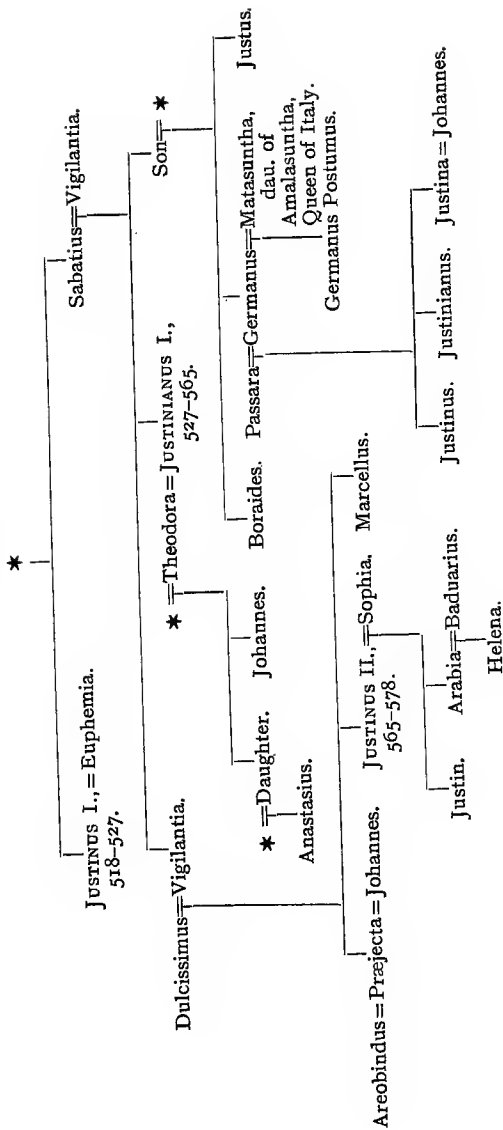 *
JUSTINUS I.,=Euphemia.
518–527.
Sabatius=Vigilantia.
Dulcissimus=Vigilantia.
* =Theodora=JUSTINIANUS I.,
527–565.
Son= *
Daughter.
Johannes.
* =Daughter.
Anastasius.
Boraides.
Passara=Germanus=Matasuntha,
dau. of
Amalasuntha,
Queen of Italy.
Justus.
Germanus Postumus.
Areobindus=Præjecta=Johannes.
JUSTINUS II.,=Sophia.
565–578.
Marcellus.
Justinus.
Justinianus.
Justina=Johannes.
Justin.
Arabia=Baduarius.
Helena.